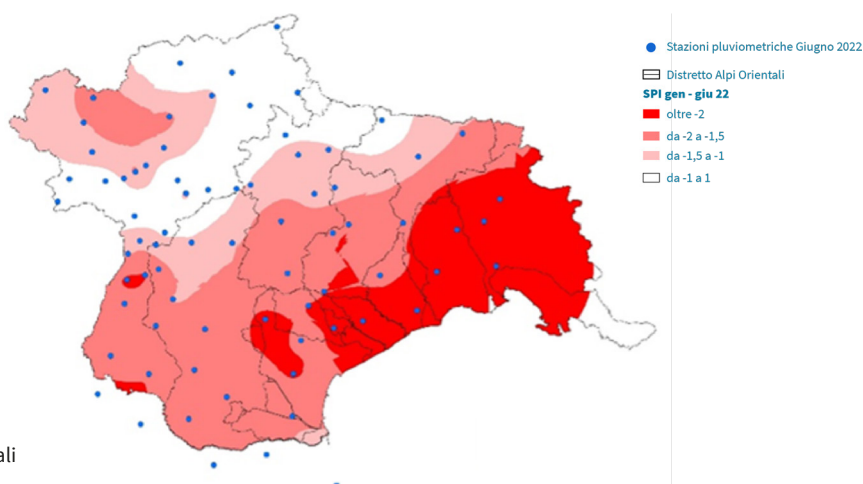 Stazioni pluviometriche Giugno 2022
Distretto Alpi Orientali
SPI gen - giu 22
oltre -2
da -2 a -1,5
da -1,5 a -1
da -1 a 1
ali